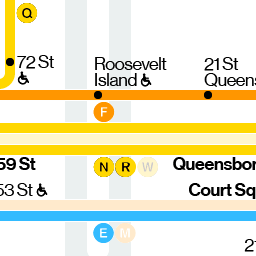 Q
72 St
Roosevelt
Island
21 St
Queens
F
59 St
N R W
Queensbor
53 St
Court Sq
E M
21